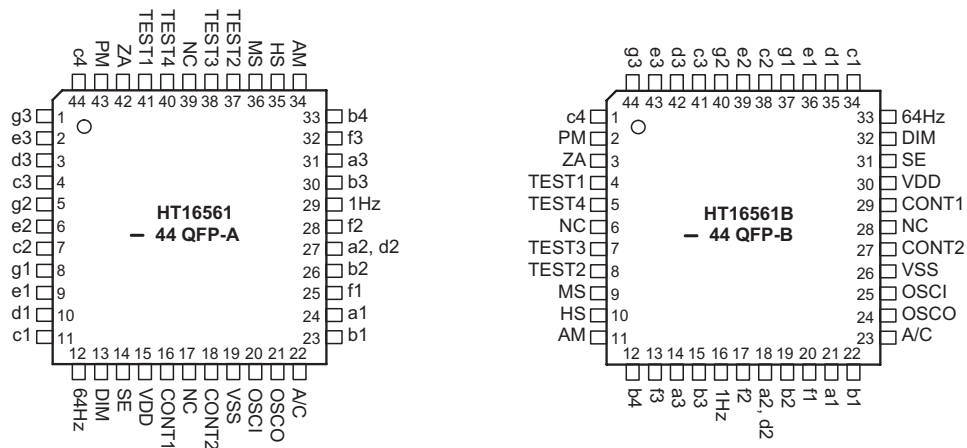 c4 PM ZA TEST1 TEST4 NC TEST3 TEST2 MS HS AM
44 43 42 41 40 39 38 37 36 35 34
g3 1 33 b4
e3 2 32 f3
d3 3 31 a3
c3 4 30 b3
g2 5 29 1Hz
e2 6 28 f2
c2 7 27 a2, d2
g1 8 26 b2
e1 9 25 f1
d1 10 24 a1
c1 11 23 b1
HT16561
– 44 QFP-A
12 13 14 15 16 17 18 19 20 21 22
64Hz DIM SE VDD CONT1 NC CONT2 VSS OSCI OSCO A/C
g3 e3 d3 c3 g2 e2 c2 g1 e1 d1 c1
44 43 42 41 40 39 38 37 36 35 34
c4 1 33 64Hz
PM 2 32 DIM
ZA 3 31 SE
TEST1 4 30 VDD
TEST4 5 29 CONT1
NC 6 28 NC
TEST3 7 27 CONT2
TEST2 8 26 VSS
MS 9 25 OSCI
HS 10 24 OSCO
AM 11 23 A/C
HT16561B
– 44 QFP-B
12 13 14 15 16 17 18 19 20 21 22
b4 f3 a3 b3 1Hz f2 a2, d2 b2 f1 a1 b1